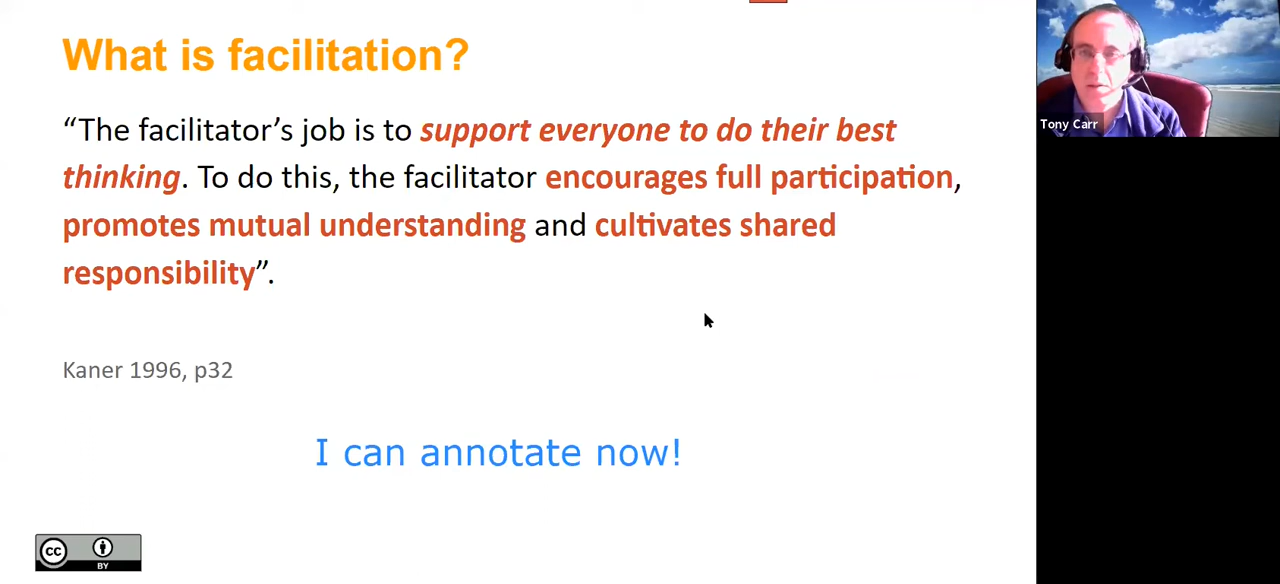 What is facilitation?
“The facilitator’s job is to support everyone to do their best
thinking. To do this, the facilitator encourages full participation,
promotes mutual understanding and cultivates shared
responsibility”.
Kaner 1996, p32
I can annotate now!
cc
BY
Tony Carr